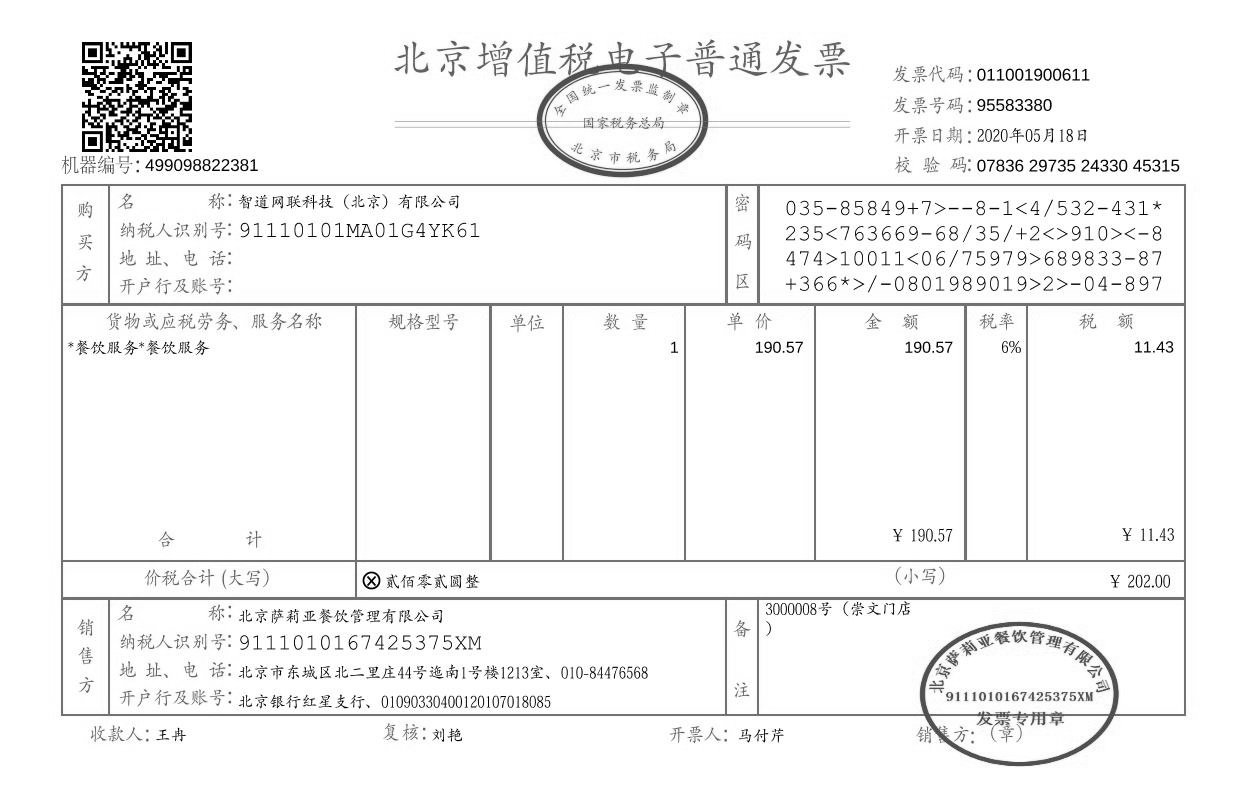 北京增值税电子普通发票
全国统一发票监制章
国家税务总局
北京市税务局
发票代码：011001900611
发票号码：95583380
开票日期：2020年05月18日
校 验 码：07836 29735 24330 45315
机器编号：499098822381
购买方
名 称：智道网联科技（北京）有限公司
纳税人识别号：91110101MA01G4YK61
地 址、电 话：
开户行及账号：
密码区
035-85849+7>--8-1<4/532-431*
235<763669-68/35/+2<>910><-8
474>10011<06/75979>689833-87
+366*>/-0801989019>2>-04-897
货物或应税劳务、服务名称 规格型号 单位 数 量 单 价 金 额 税率 税 额
*餐饮服务*餐饮服务 1 190.57 190.57 6% 11.43
合 计 ¥ 190.57 ¥ 11.43
价税合计 (大写) ⓧ 贰佰零贰圆整 （小写） ¥ 202.00
销售方
名 称：北京萨莉亚餐饮管理有限公司
纳税人识别号：9111010167425375XM
地 址、电 话：北京市东城区北二里庄44号迤南1号楼1213室、010-84476568
开户行及账号：北京银行红星支行、01090330400120107018085
备注
3000008号（崇文门店
）
北京萨莉亚餐饮管理有限公司
9111010167425375XM
发票专用章
收款人：王冉 复核：刘艳 开票人：马付芹 销售方：（章）